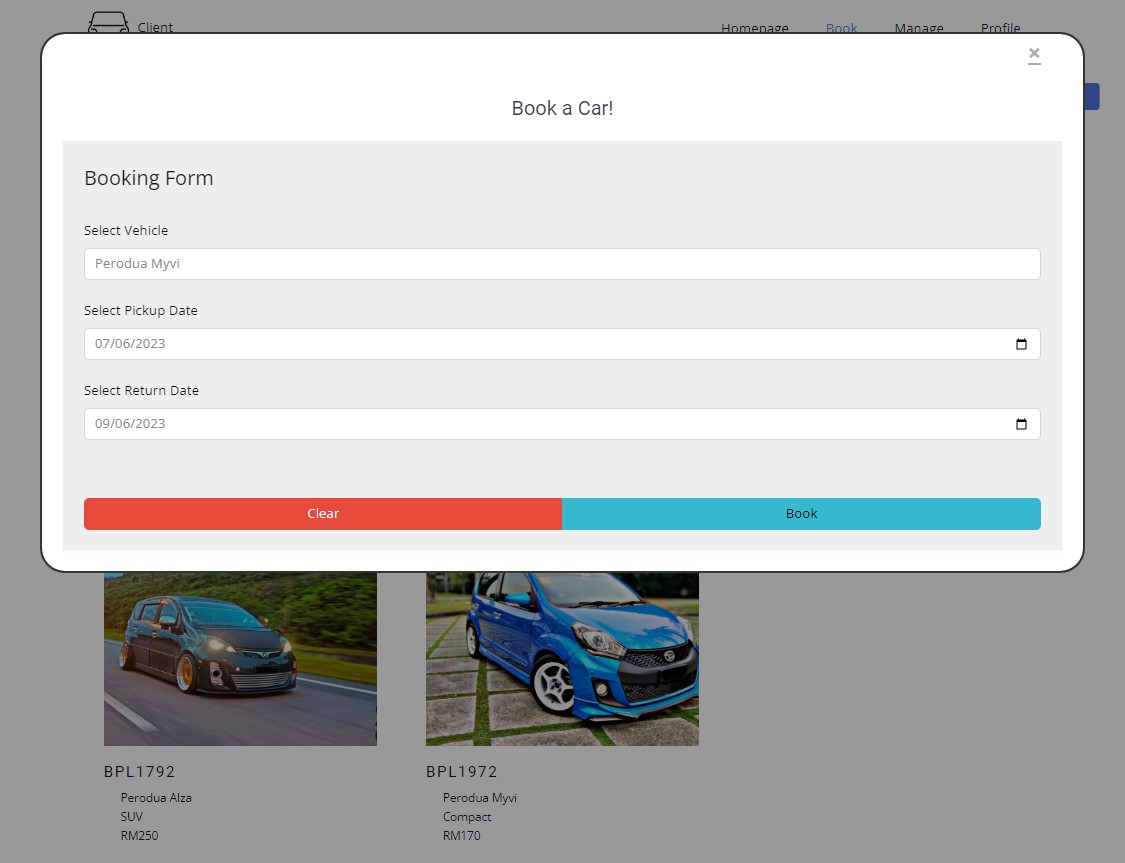 Client
Homepage Book Manage Profile
×
Book a Car!
Booking Form
Select Vehicle
Perodua Myvi
Select Pickup Date
07/06/2023
Select Return Date
09/06/2023
Clear Book
BPL1792 BPL1972
Perodua Alza Perodua Myvi
SUV Compact
RM250 RM170